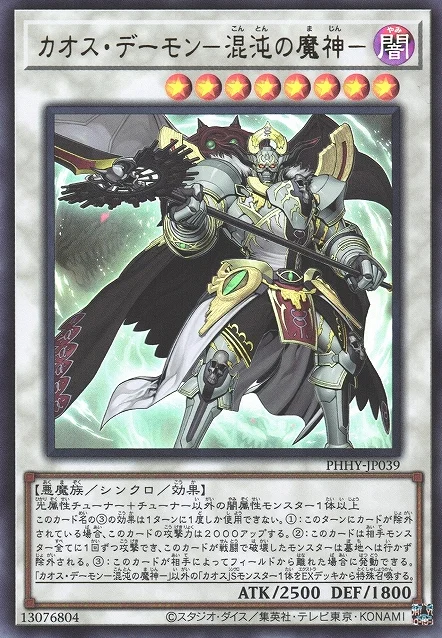 カオス・デーモン－混沌の魔神－
闇
PHHY-JP039
【悪魔族／シンクロ／効果】
光属性チューナー＋チューナー以外の闇属性モンスター1体以上
このカード名の③の効果は1ターンに1度しか使用できない。①：このターンにカードが除外
されている場合、このカードの攻撃力は2000アップする。②：このカードは相手モンス
ター全てに1回ずつ攻撃でき、このカードが戦闘で破壊したモンスターは墓地へは行かず
除外される。③：このカードが相手によってフィールドから離れた場合に発動できる。
「カオス・デーモン－混沌の魔神－」以外の「カオス」Sモンスター1体をEXデッキから特殊召喚する。
ATK/2500 DEF/1800
13076804
©スタジオ・ダイス／集英社・テレビ東京・KONAMI